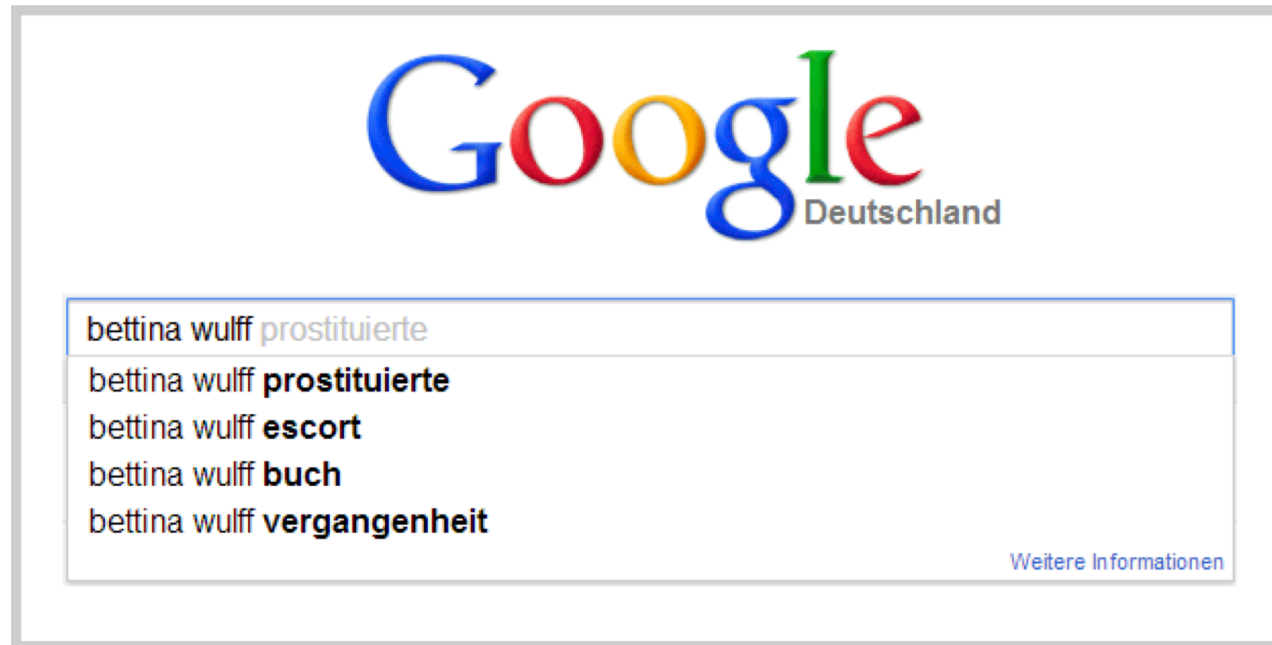 Google
Deutschland
bettina wulff prostituierte
bettina wulff prostituierte
bettina wulff escort
bettina wulff buch
bettina wulff vergangenheit
Weitere Informationen